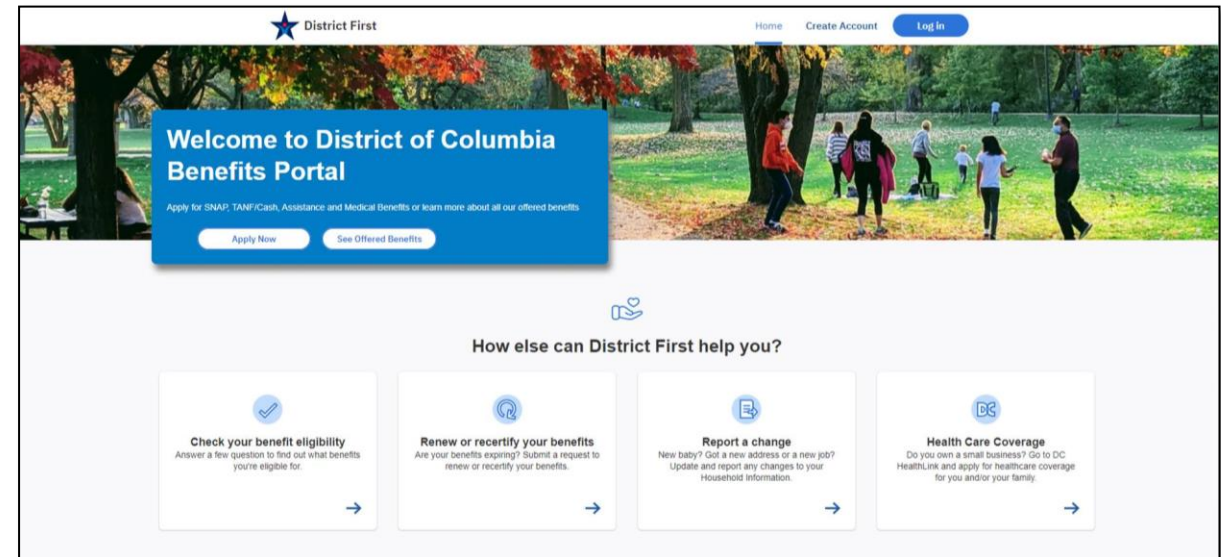 District First
Home
Create Account
Log in
Welcome to District of Columbia
Benefits Portal
Apply for SNAP, TANF/Cash, Assistance and Medical Benefits or learn more about all our offered benefits
Apply Now
See Offered Benefits
How else can District First help you?
Check your benefit eligibility
Answer a few question to find out what benefits
you're eligible for.
Renew or recertify your benefits
Are your benefits expiring? Submit a request to
renew or recertify your benefits.
Report a change
New baby? Got a new address or a new job?
Update and report any changes to your
Household Information.
DC
Health Care Coverage
Do you own a small business? Go to DC
HealthLink and apply for healthcare coverage
for you and/or your family.